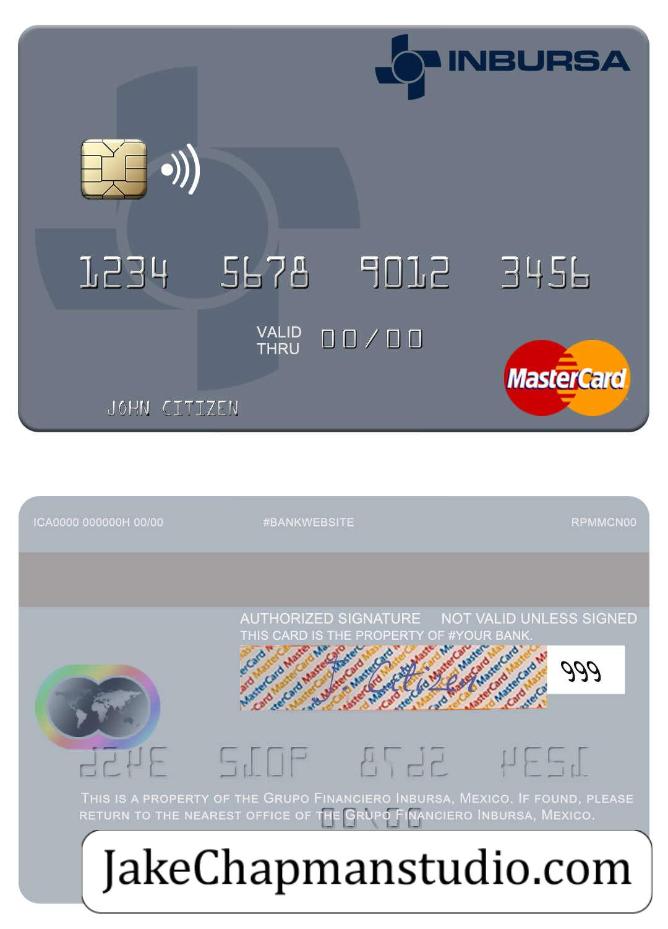 INBURSA
1234 5678 9012 3456
VALID THRU 00/00
MasterCard
JOHN CITIZEN
ICA0000 000000H 00/00 #BANKWEBSITE RPMMCN00
AUTHORIZED SIGNATURE NOT VALID UNLESS SIGNED
THIS CARD IS THE PROPERTY OF #YOUR BANK.
J. Citizen 999
THIS IS A PROPERTY OF THE GRUPO FINANCIERO INBURSA, MEXICO. IF FOUND, PLEASE
RETURN TO THE NEAREST OFFICE OF THE GRUPO FINANCIERO INBURSA, MEXICO.
JakeChapmanstudio.com